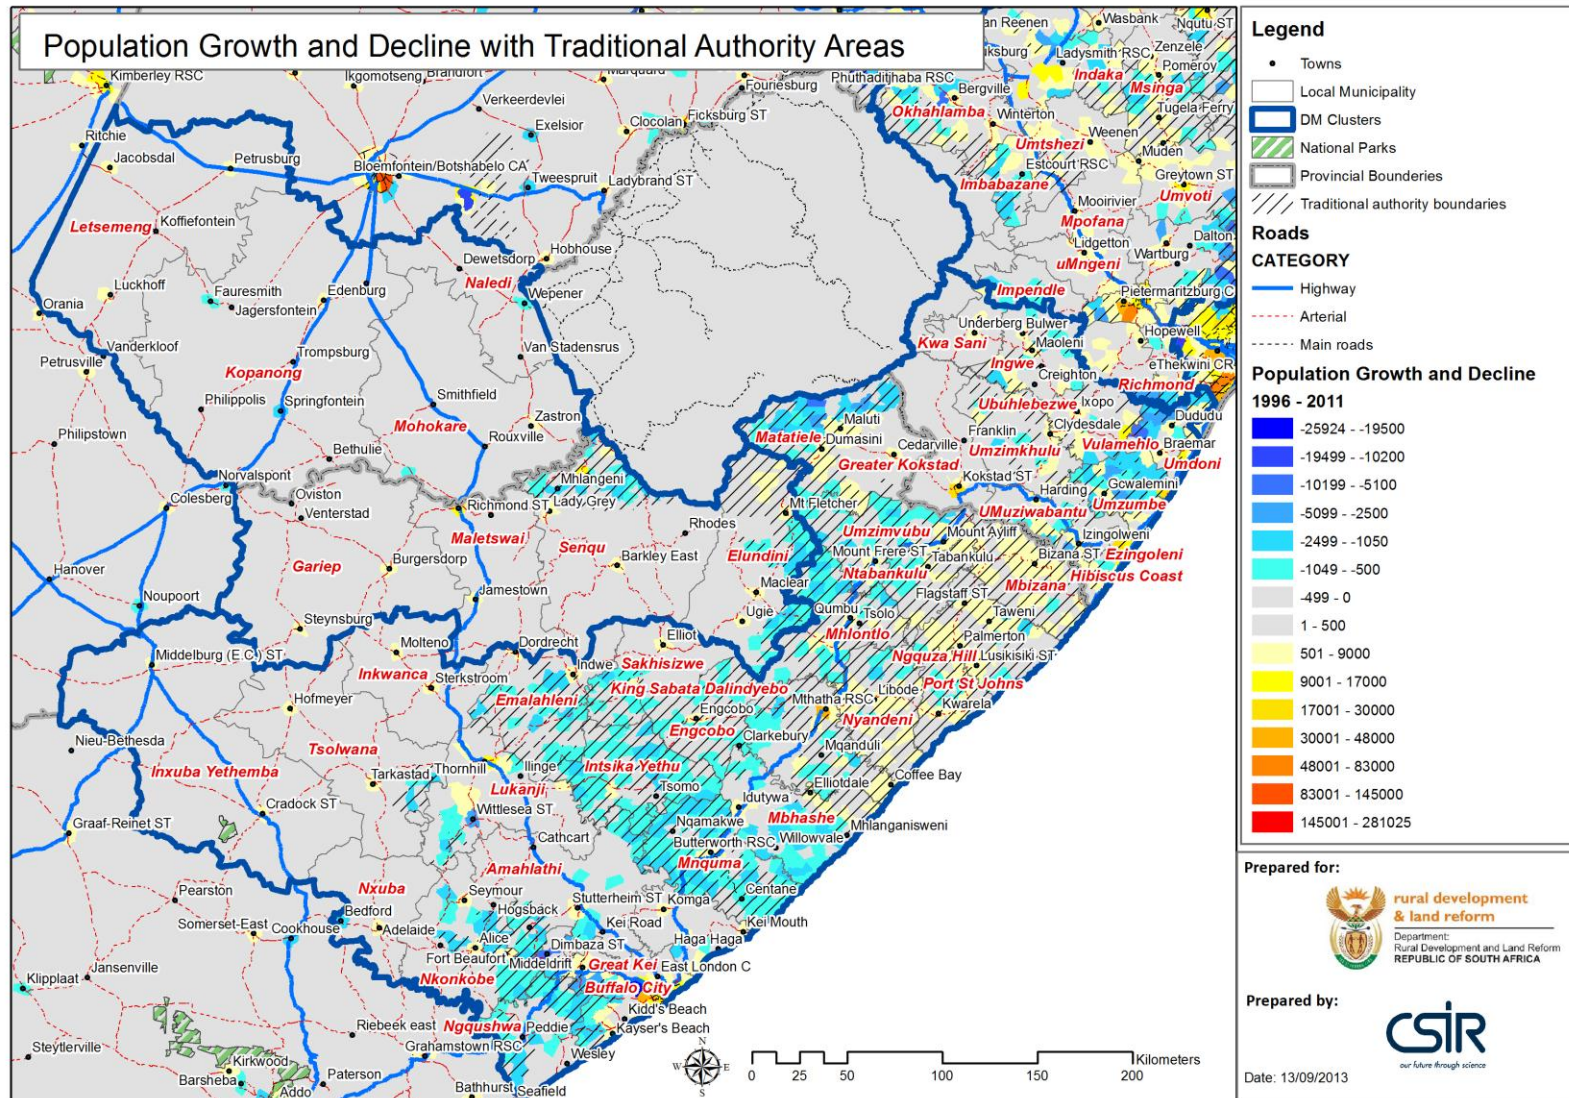 Population Growth and Decline with Traditional Authority Areas
Kimberley RSC
Ikgomotseng
Brandfort
Marquard
Fouriesburg
Phuthaditjhaba RSC
Wasbank
Nqutu ST
Ladysmith RSC
Zenzele
Pomeroy
Indaka
Msinga
Bergville
Tugela Ferry
Okhahlamba
Winterton
Verkeerdevlei
Exelsior
Clocolan
Ficksburg ST
Ritchie
Jacobsdal
Petrusburg
Bloemfontein/Botshabelo CA
Tweespruit
Ladybrand ST
Umtshezi
Weenen
Muden
Estcourt RSC
Imbabazane
Greytown ST
Umvoti
Mooirivier
Mpofana
Letsemeng
Koffiefontein
Lidgetton
Dalton
Wartburg
uMngeni
Dewetsdorp
Hobhouse
Naledi
Wepener
Impendle
Pietermaritzburg C
Luckhoff
Orania
Fauresmith
Jagersfontein
Edenburg
Underberg
Bulwer
Kwa Sani
Maoleni
Hopewell
Ingwe
eThekwini CR
Vanderkloof
Petrusville
Kopanong
Trompsburg
Van Stadensrus
Creighton
Richmond
Ubuhlebezwe
Ixopo
Philippolis
Springfontein
Smithfield
Mohokare
Zastron
Rouxville
Philipstown
Bethulie
Matatiele
Maluti
Dumasini
Cedarville
Franklin
Clydesdale
Dududu
Vulamehlo
Braemar
Greater Kokstad
Umzimkhulu
Umdoni
Norvalspont
Colesberg
Oviston
Venterstad
Mhlangeni
Lady Grey
Richmond ST
Maletswai
Kokstad ST
Gcwalemini
Harding
Umzumbe
UMuziwabantu
Mt Fletcher
Rhodes
Senqu
Umzimvubu
Mount Ayliff
Izingolweni
Ezingoleni
Hanover
Gariep
Burgersdorp
Barkley East
Elundini
Mount Frere ST
Tabankulu
Bizana ST
Ntabankulu
Mbizana
Hibiscus Coast
Noupoort
Jamestown
Maclear
Flagstaff ST
Steynsburg
Ugie
Qumbu
Tsolo
Taweni
Mhlontlo
Palmerton
Middelburg (E.C.) ST
Molteno
Dordrecht
Elliot
Sakhisizwe
Ngquza Hill
Lusikisiki ST
Inkwanca
Sterkstroom
Indwe
Emalahleni
King Sabata Dalindyebo
Port St Johns
Hofmeyer
Engcobo
Mthatha RSC
Libode
Kwarela
Engcobo
Nyandeni
Nieu-Bethesda
Tsolwana
Clarkebury
Mqanduli
Inxuba Yethemba
Tarkastad
Thornhill
Ilinge
Intsika Yethu
Coffee Bay
Lukanji
Tsomo
Elliotdale
Cradock ST
Wittlesea ST
Idutywa
Graaf-Reinet ST
Nqamakwe
Mbhashe
Cathcart
Mhlanganisweni
Butterworth RSC
Willowvale
Amahlathi
Mnquma
Pearston
Nxuba
Seymour
Hogsback
Centane
Stutterheim ST
Komga
Somerset-East
Bedford
Cookhouse
Adelaide
Kei Road
Kei Mouth
Alice
Dimbaza ST
Haga Haga
Fort Beaufort
Middeldrift
Great Kei
East London C
Jansenville
Klipplaat
Nkonkobe
Buffalo City
Kidd's Beach
Riebeek east
Ngqushwa
Peddie
Kayser's Beach
Steytlerville
Grahamstown RSC
Wesley
Kirkwood
Barsheba
Addo
Paterson
Bathhurst
Seafield
N
W
E
S
0
25
50
100
150
200
Kilometers
Legend
Towns
Local Municipality
DM Clusters
National Parks
Provincial Boundaries
Traditional authority boundaries
Roads
CATEGORY
Highway
Arterial
Main roads
Population Growth and Decline
1996 - 2011
-25924 - -19500
-19499 - -10200
-10199 - -5100
-5099 - -2500
-2499 - -1050
-1049 - -500
-499 - 0
1 - 500
501 - 9000
9001 - 17000
17001 - 30000
30001 - 48000
48001 - 83000
83001 - 145000
145001 - 281025
Prepared for:
rural development
& land reform
Department:
Rural Development and Land Reform
REPUBLIC OF SOUTH AFRICA
Prepared by:
CSIR
our future through science
Date: 13/09/2013